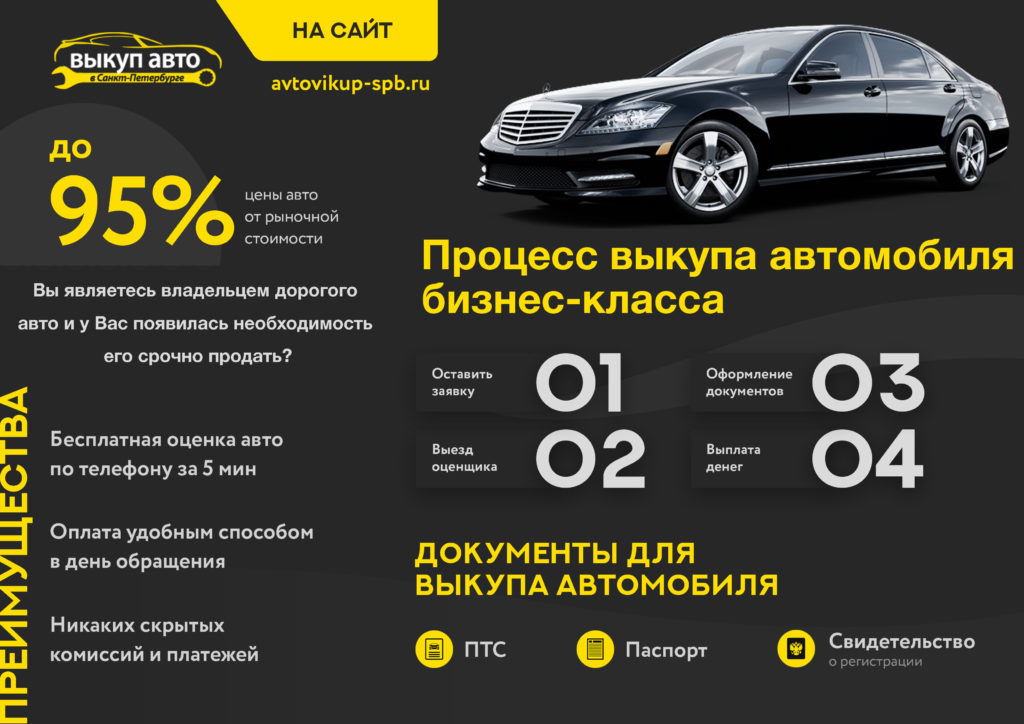 выкуп авто
в Санкт-Петербурге
НА САЙТ
avtovikup-spb.ru
до
95%
цены авто
от рыночной
стоимости
Вы являетесь владельцем дорогого
авто и у Вас появилась необходимость
его срочно продать?
ПРЕИМУЩЕСТВА
Бесплатная оценка авто
по телефону за 5 мин
Оплата удобным способом
в день обращения
Никаких скрытых
комиссий и платежей
Процесс выкупа автомобиля
бизнес-класса
Оставить
заявку
01
Выезд
оценщика
02
Оформление
документов
03
Выплата
денег
04
ДОКУМЕНТЫ ДЛЯ
ВЫКУПА АВТОМОБИЛЯ
ПТС
Паспорт
Свидетельство
о регистрации